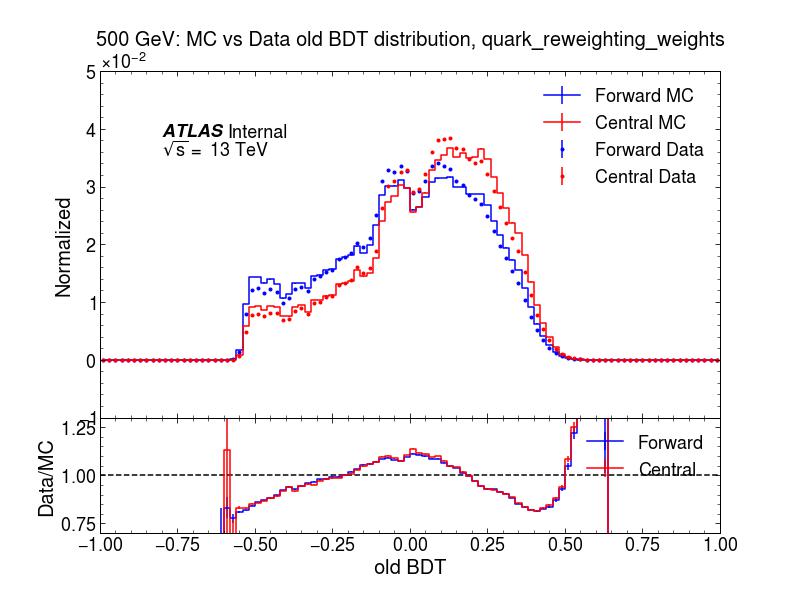 500 GeV: MC vs Data old BDT distribution, quark_reweighting_weights
×10⁻²
5
4
3
2
1
0
−1
Normalized
ATLAS Internal
√s = 13 TeV
Forward MC
Central MC
Forward Data
Central Data
1.25
1.00
0.75
Data/MC
Forward
Central
−1.00 −0.75 −0.50 −0.25 0.00 0.25 0.50 0.75 1.00
old BDT